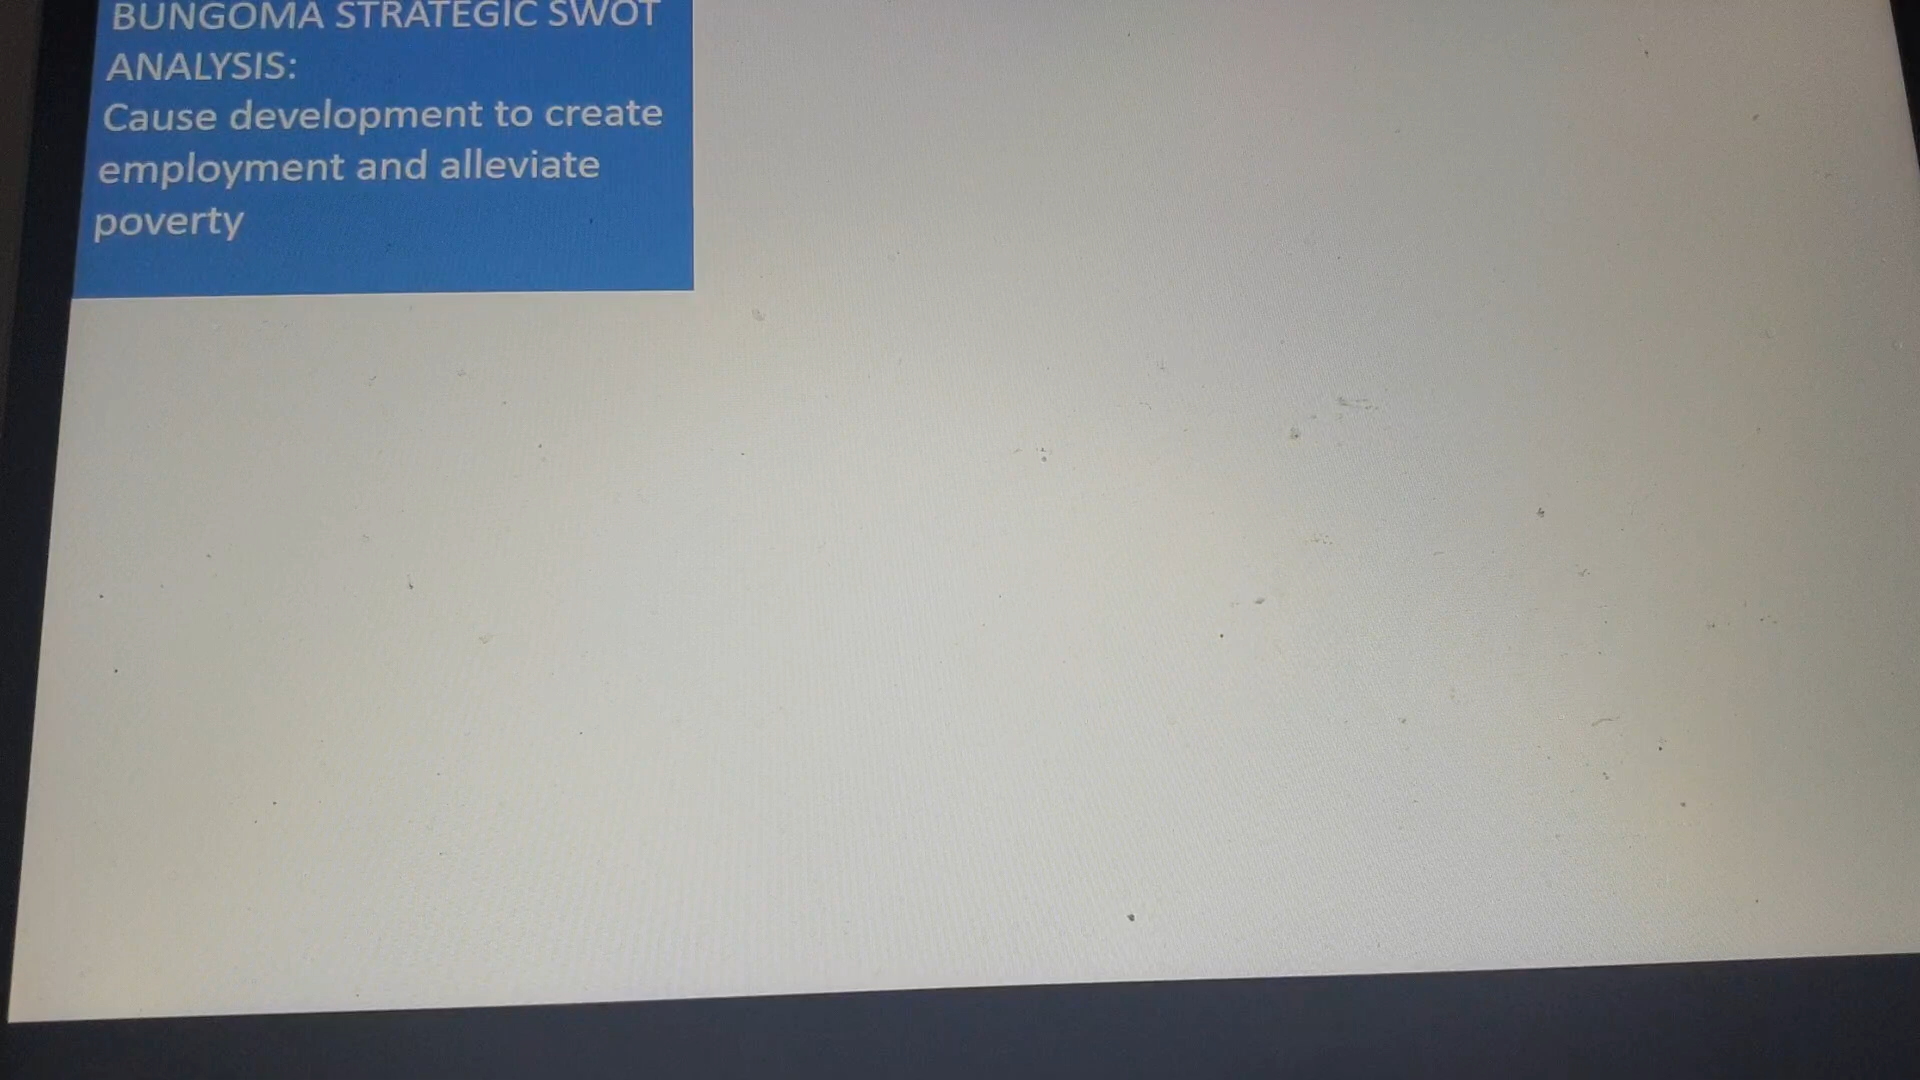 BUNGOMA STRATEGIC SWOT
ANALYSIS:
Cause development to create
employment and alleviate
poverty